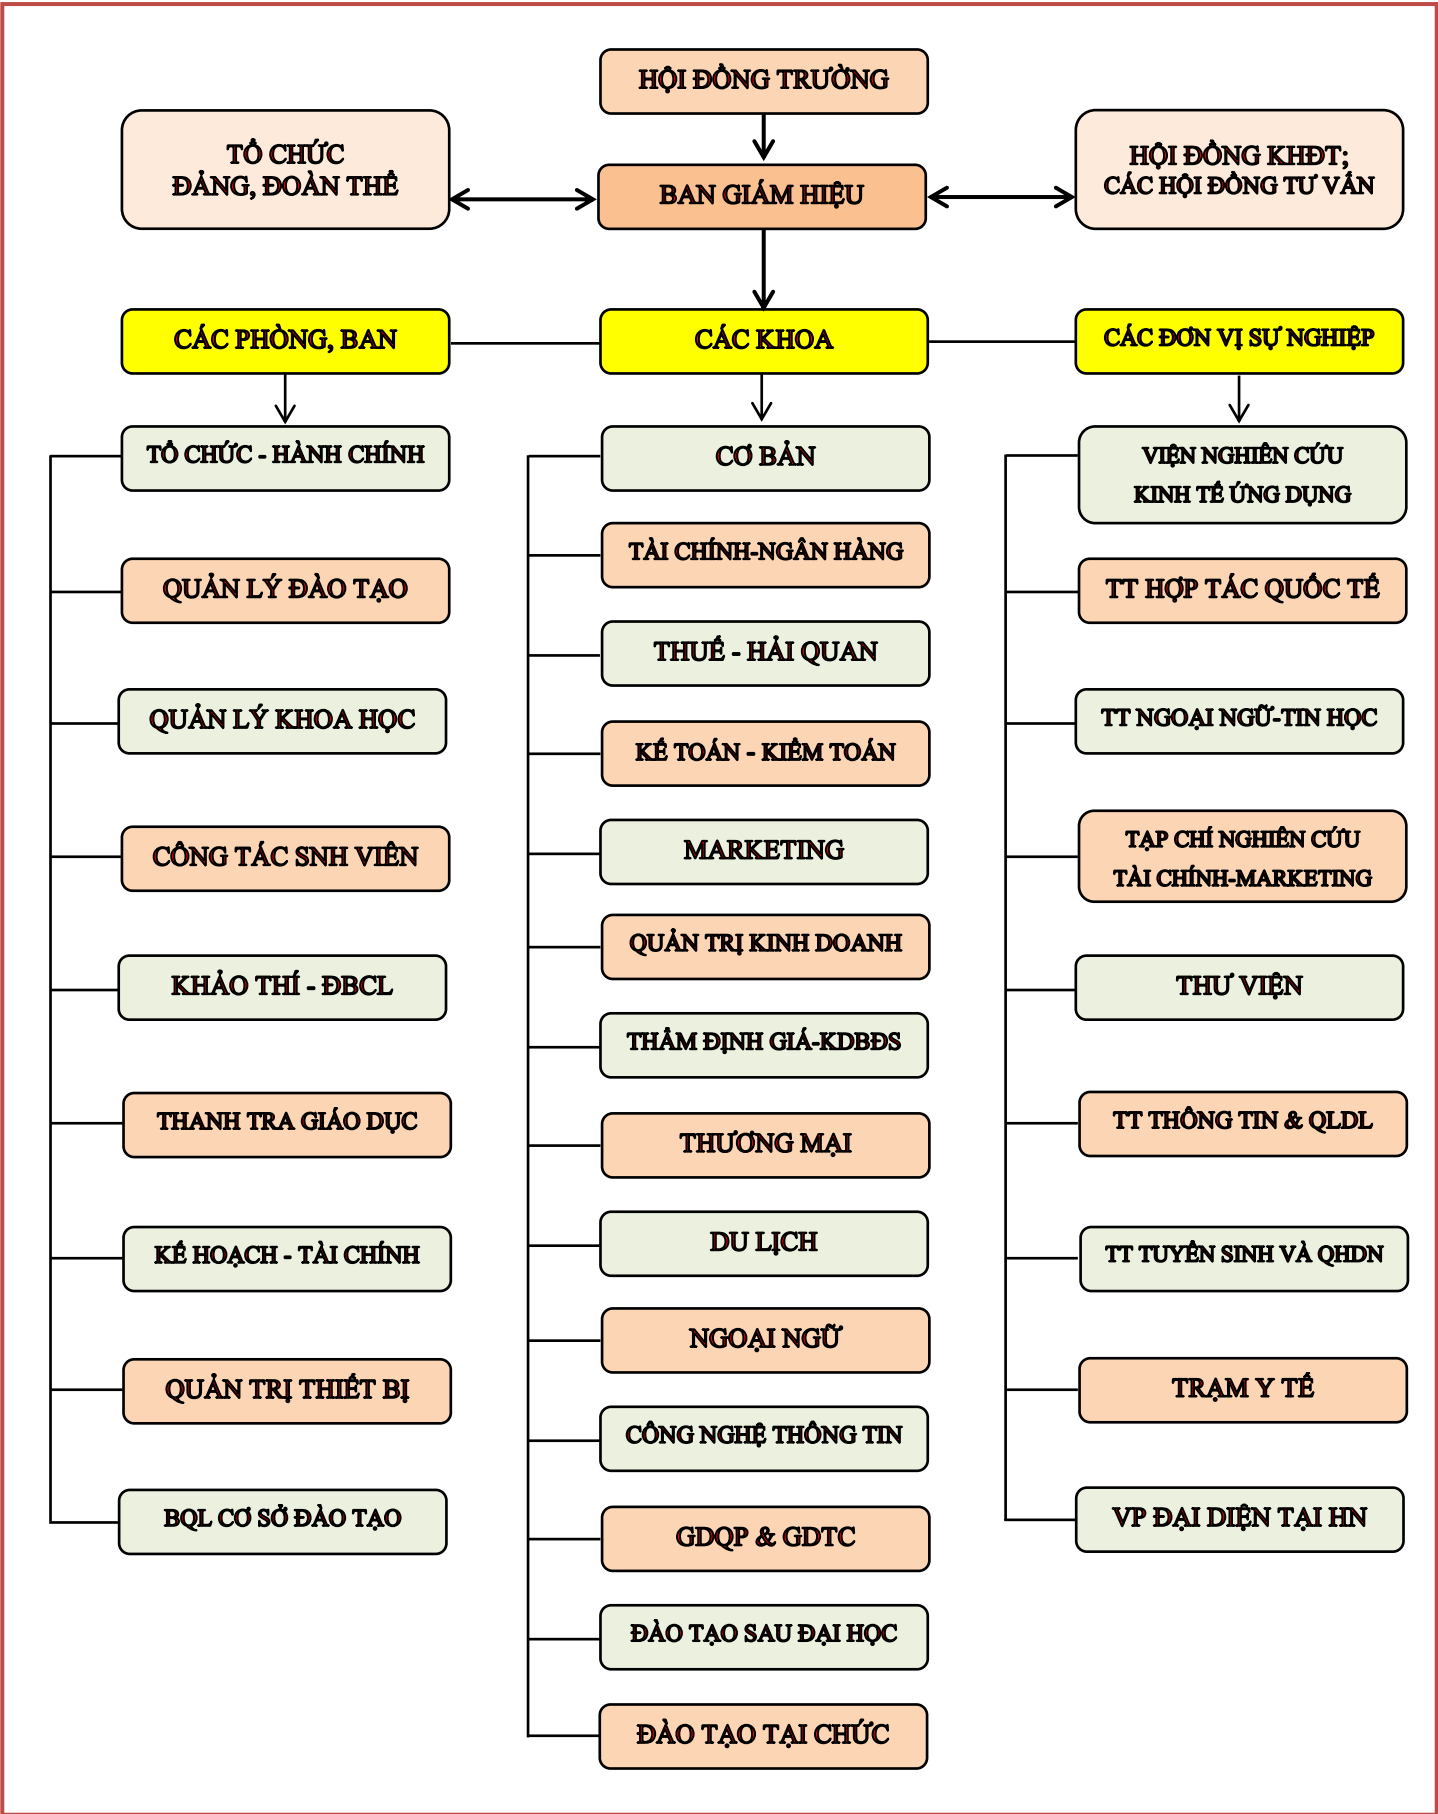 HỘI ĐỒNG TRƯỜNG
TỔ CHỨC
ĐẢNG, ĐOÀN THỂ
BAN GIÁM HIỆU
HỘI ĐỒNG KHĐT;
CÁC HỘI ĐỒNG TƯ VẤN
CÁC PHÒNG, BAN
CÁC KHOA
CÁC ĐƠN VỊ SỰ NGHIỆP
TỔ CHỨC - HÀNH CHÍNH
QUẢN LÝ ĐÀO TẠO
QUẢN LÝ KHOA HỌC
CÔNG TÁC SNH VIÊN
KHẢO THÍ - ĐBCL
THANH TRA GIÁO DỤC
KẾ HOẠCH - TÀI CHÍNH
QUẢN TRỊ THIẾT BỊ
BQL CƠ SỞ ĐÀO TẠO
CƠ BẢN
TÀI CHÍNH-NGÂN HÀNG
THUẾ - HẢI QUAN
KẾ TOÁN - KIỂM TOÁN
MARKETING
QUẢN TRỊ KINH DOANH
THẨM ĐỊNH GIÁ-KDBĐS
THƯƠNG MẠI
DU LỊCH
NGOẠI NGỮ
CÔNG NGHỆ THÔNG TIN
GDQP & GDTC
ĐÀO TẠO SAU ĐẠI HỌC
ĐÀO TẠO TẠI CHỨC
VIỆN NGHIÊN CỨU
KINH TẾ ỨNG DỤNG
TT HỢP TÁC QUỐC TẾ
TT NGOẠI NGỮ-TIN HỌC
TẠP CHÍ NGHIÊN CỨU
TÀI CHÍNH-MARKETING
THƯ VIỆN
TT THÔNG TIN & QLDL
TT TUYỂN SINH VÀ QHDN
TRẠM Y TẾ
VP ĐẠI DIỆN TẠI HN